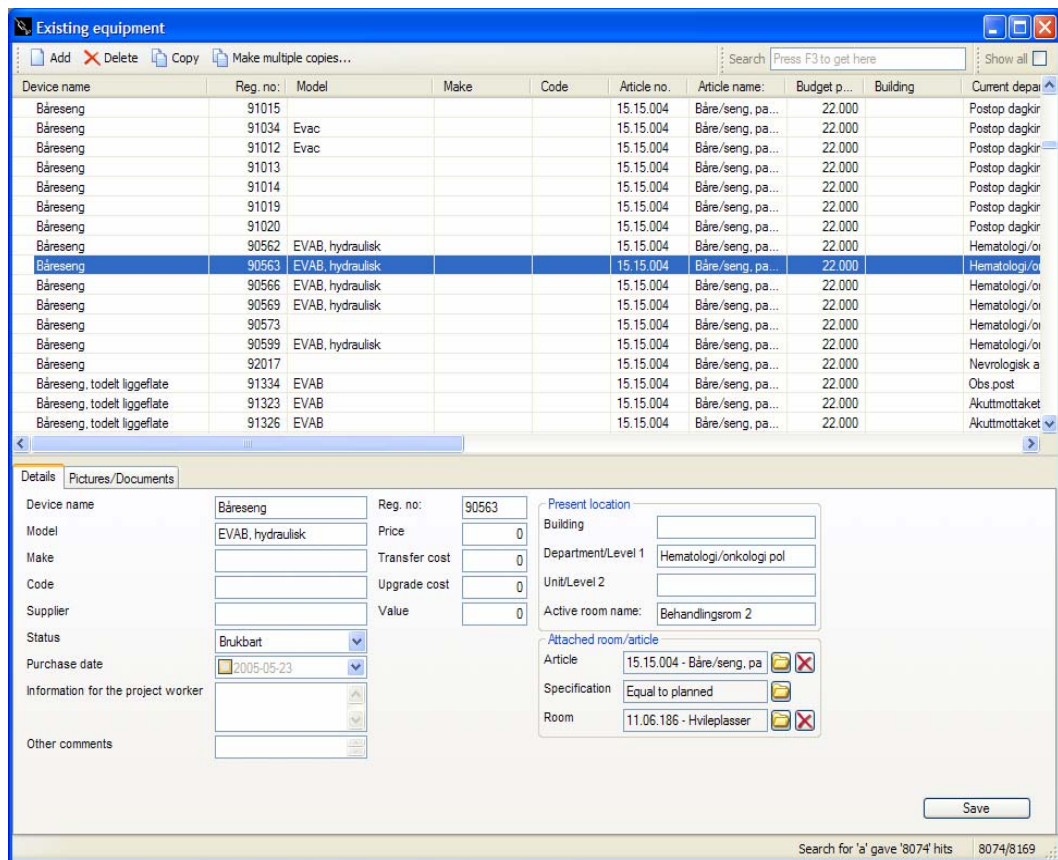 Existing equipment
Add Delete Copy Make multiple copies... Search Press F3 to get here Show all
Device name Reg. no: Model Make Code Article no. Article name: Budget p... Building Current depar
Båreseng 91015 15.15.004 Båre/seng, pa... 22.000 Postop dagkir
Båreseng 91034 Evac 15.15.004 Båre/seng, pa... 22.000 Postop dagkir
Båreseng 91012 Evac 15.15.004 Båre/seng, pa... 22.000 Postop dagkir
Båreseng 91013 15.15.004 Båre/seng, pa... 22.000 Postop dagkir
Båreseng 91014 15.15.004 Båre/seng, pa... 22.000 Postop dagkir
Båreseng 91019 15.15.004 Båre/seng, pa... 22.000 Postop dagkir
Båreseng 91020 15.15.004 Båre/seng, pa... 22.000 Postop dagkir
Båreseng 90562 EVAB, hydraulisk 15.15.004 Båre/seng, pa... 22.000 Hematologi/on
Båreseng 90563 EVAB, hydraulisk 15.15.004 Båre/seng, pa... 22.000 Hematologi/on
Båreseng 90566 EVAB, hydraulisk 15.15.004 Båre/seng, pa... 22.000 Hematologi/on
Båreseng 90569 EVAB, hydraulisk 15.15.004 Båre/seng, pa... 22.000 Hematologi/on
Båreseng 90573 15.15.004 Båre/seng, pa... 22.000 Hematologi/on
Båreseng 90599 EVAB, hydraulisk 15.15.004 Båre/seng, pa... 22.000 Hematologi/on
Båreseng 92017 15.15.004 Båre/seng, pa... 22.000 Nevrologisk a
Båreseng, todelt liggeflate 91334 EVAB 15.15.004 Båre/seng, pa... 22.000 Obs.post
Båreseng, todelt liggeflate 91323 EVAB 15.15.004 Båre/seng, pa... 22.000 Akuttmottaket
Båreseng, todelt liggeflate 91326 EVAB 15.15.004 Båre/seng, pa... 22.000 Akuttmottaket
Details Pictures/Documents
Device name Båreseng Reg. no: 90563 Present location
Model EVAB, hydraulisk Price 0 Building
Make Transfer cost 0 Department/Level 1 Hematologi/onkologi pol
Code Upgrade cost 0 Unit/Level 2
Supplier Value 0 Active room name: Behandlingsrom 2
Status Brukbart Attached room/article
Purchase date 2005-05-23 Article 15.15.004 - Båre/seng, pa
Information for the project worker Specification Equal to planned
Room 11.06.186 - Hvileplasser
Other comments
Save
Search for 'a' gave '8074' hits 8074/8169